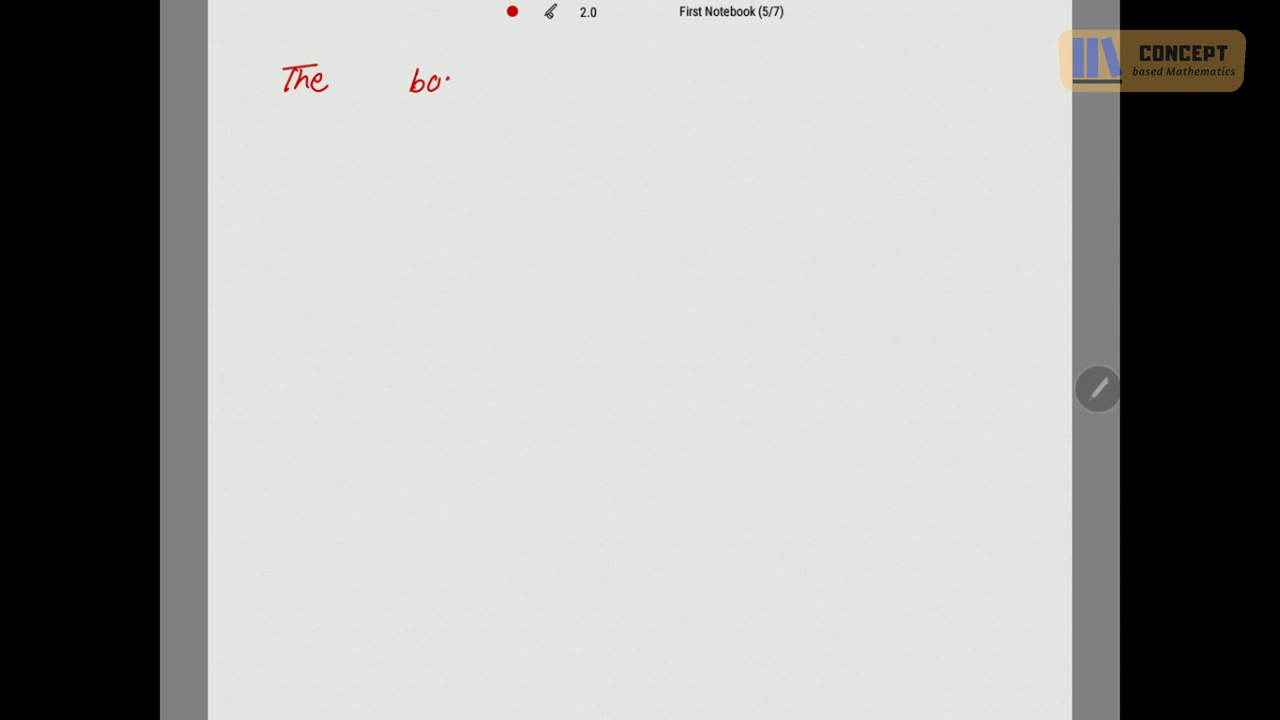 2.0 First Notebook (5/7)
CONCEPT
based Mathematics
The bo